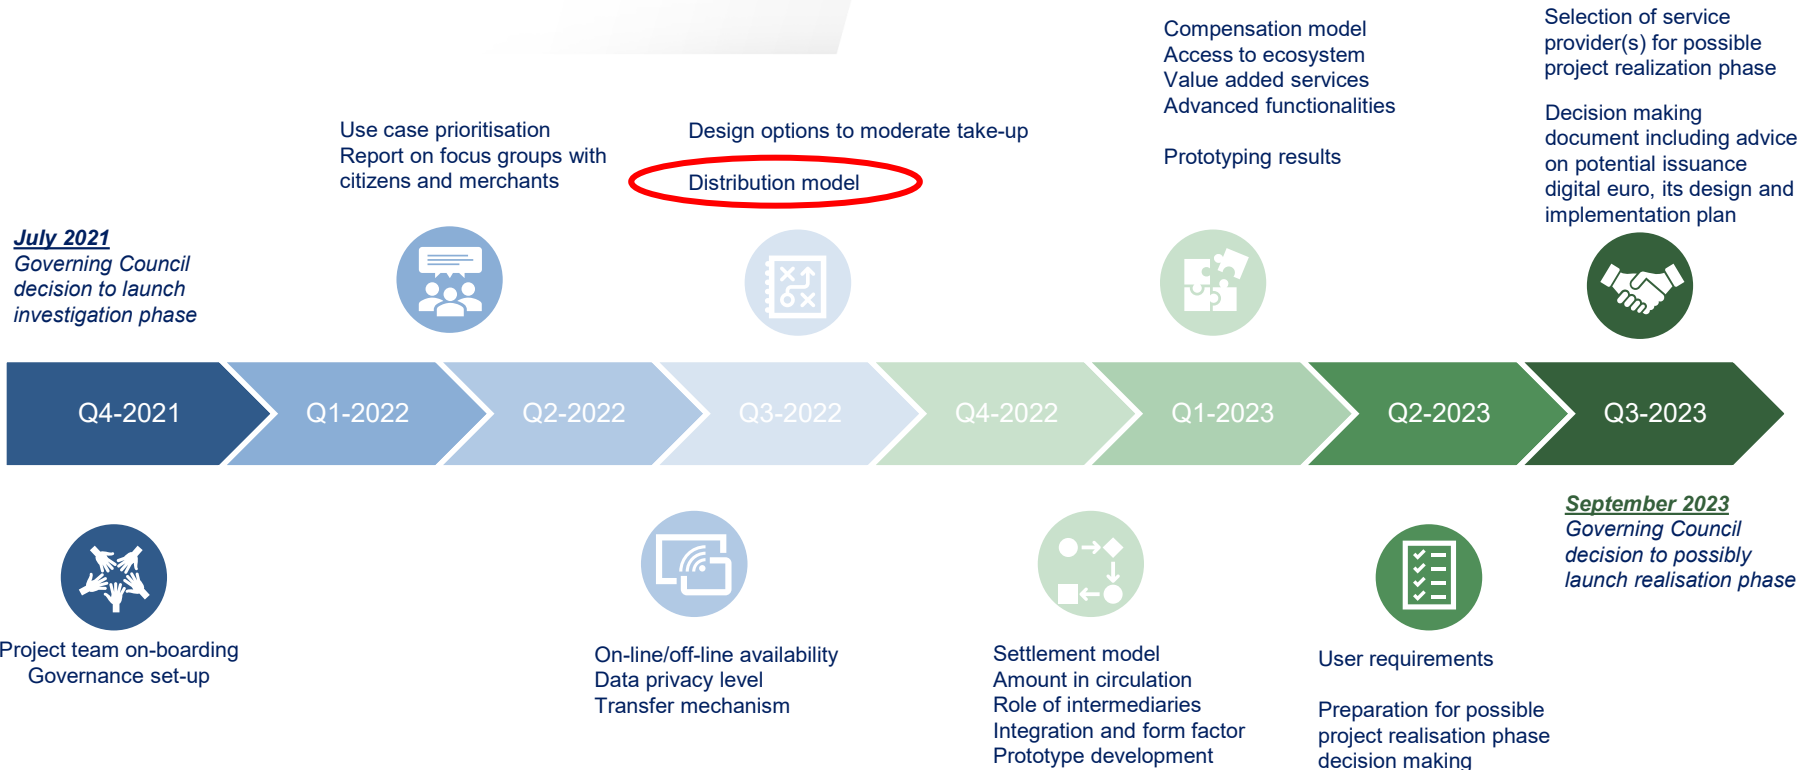 Compensation model
Access to ecosystem
Value added services
Advanced functionalities
Prototyping results
Selection of service
provider(s) for possible
project realization phase
Decision making
document including advice
on potential issuance
digital euro, its design and
implementation plan
Use case prioritisation
Report on focus groups with
citizens and merchants
Design options to moderate take-up
Distribution model
July 2021
Governing Council
decision to launch
investigation phase
Q4-2021
Q1-2022
Q2-2022
Q3-2022
Q4-2022
Q1-2023
Q2-2023
Q3-2023
September 2023
Governing Council
decision to possibly
launch realisation phase
Project team on-boarding
Governance set-up
On-line/off-line availability
Data privacy level
Transfer mechanism
Settlement model
Amount in circulation
Role of intermediaries
Integration and form factor
Prototype development
User requirements
Preparation for possible
project realisation phase
decision making